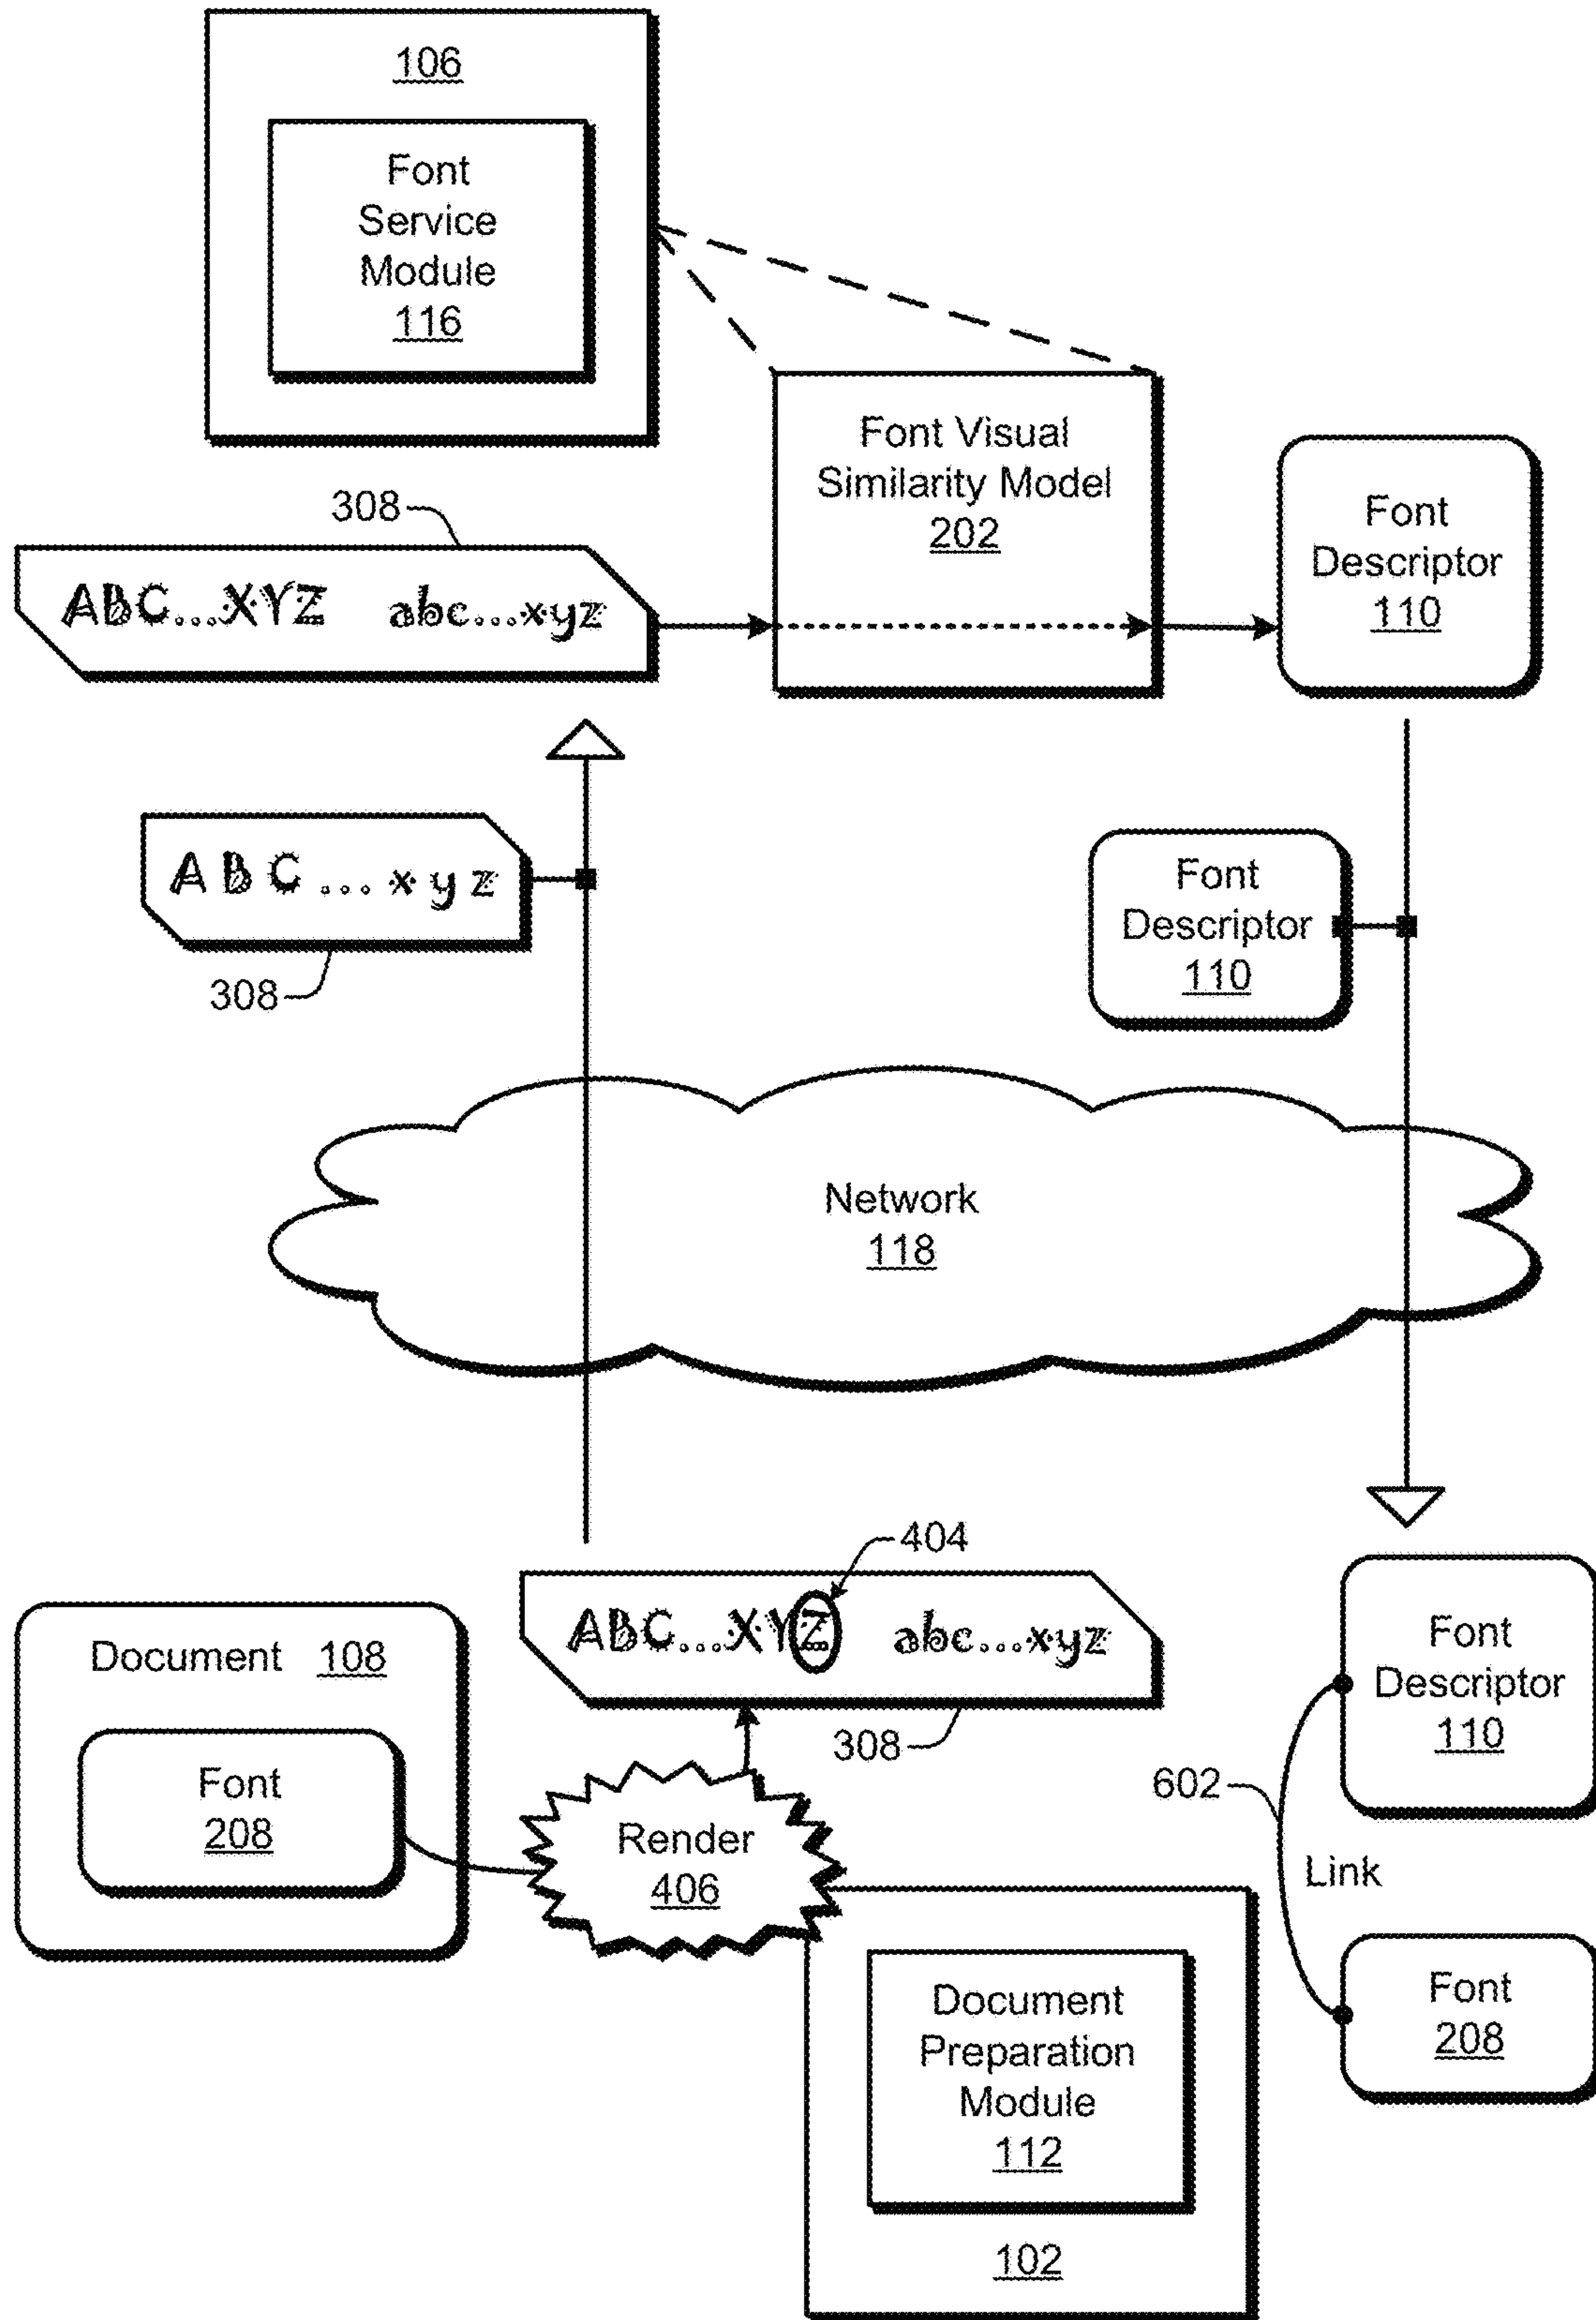 106
Font
Service
Module
116
Font Visual
Similarity Model
202
Font
Descriptor
110
308
ABC...XYZ abc...xyz
A B C ... x y z
308
Font
Descriptor
110
Network
118
404
ABC...XYZ abc...xyz
308
Document 108
Font
208
Render
406
Font
Descriptor
110
602
Link
Font
208
Document
Preparation
Module
112
102